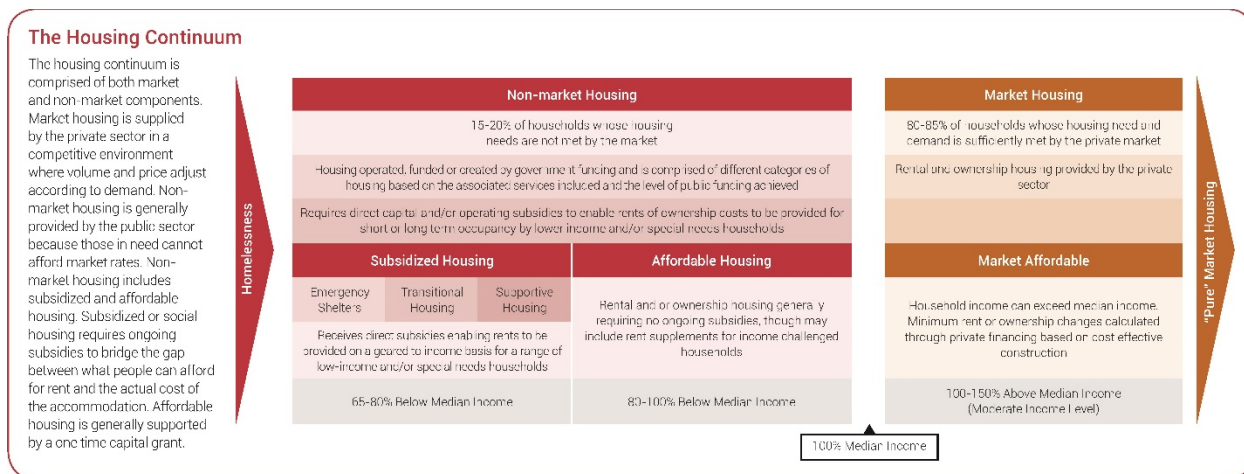 The Housing Continuum
The housing continuum is
comprised of both market
and non-market components.
Market housing is supplied
by the private sector in a
competitive environment
where volume and price adjust
according to demand. Non-
market housing is generally
provided by the public sector
because those in need cannot
afford market rates. Non-
market housing includes
subsidized and affordable
housing. Subsidized or social
housing requires ongoing
subsidies to bridge the gap
between what people can afford
for rent and the actual cost of
the accommodation. Affordable
housing is generally supported
by a one time capital grant.
Homelessness
Non-market Housing
15-20% of households whose housing
needs are not met by the market
Housing operated, funded or created by government funding and is comprised of different categories of
housing based on the associated services included and the level of public funding achieved
Requires direct capital and/or operating subsidies to enable rents of ownership costs to be provided for
short or long term occupancy by lower income and/or special needs households
Subsidized Housing
Emergency
Shelters
Transitional
Housing
Supportive
Housing
Receives direct subsidies enabling rents to be
provided on a geared to income basis for a range of
low-income and/or special needs households
65-80% Below Median Income
Affordable Housing
Rental and or ownership housing generally
requiring no ongoing subsidies, though may
include rent supplements for income challenged
households
80-100% Below Median Income
Market Housing
80-85% of households whose housing need and
demand is sufficiently met by the private market
Rental and ownership housing provided by the private
sector
Market Affordable
Household income can exceed median income.
Minimum rent or ownership changes calculated
through private financing based on cost effective
construction
100-150% Above Median Income
(Moderate Income Level)
100% Median Income
"Pure" Market Housing